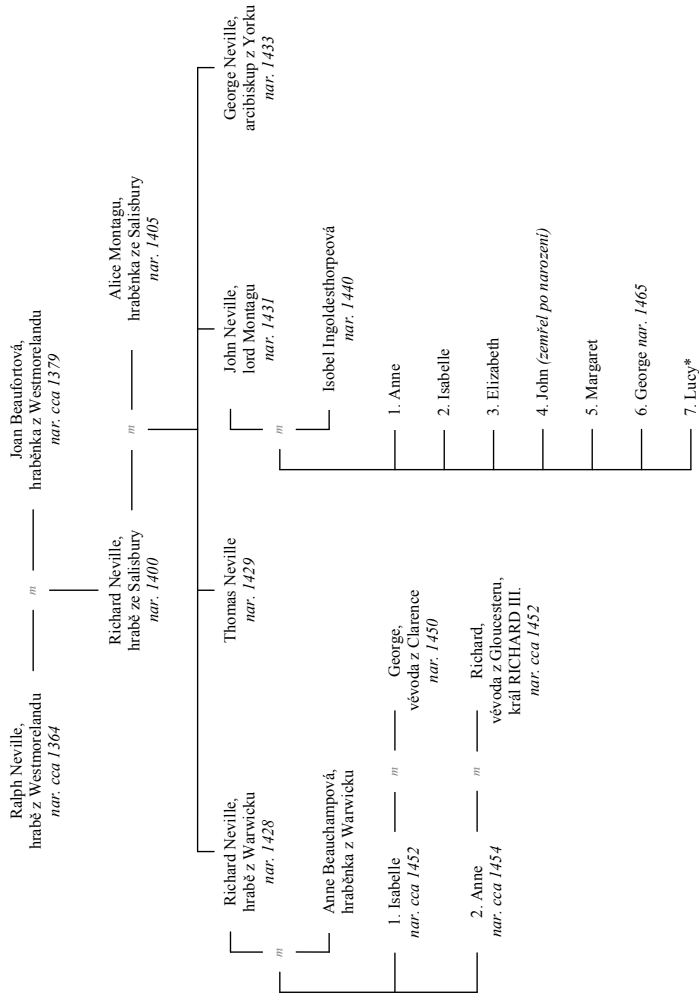 Ralph Neville,
hrabě z Westmorelandu
nar. cca 1364
m
Joan Beaufortová,
hraběnka z Westmorelandu
nar. cca 1379
Richard Neville,
hrabě ze Salisbury
nar. 1400
m
Alice Montagu,
hraběnka ze Salisbury
nar. 1405
Richard Neville,
hrabě z Warwicku
nar. 1428
Thomas Neville
nar. 1429
John Neville,
lord Montagu
nar. 1431
George Neville,
arcibiskup z Yorku
nar. 1433
m
Anne Beauchampová,
hraběnka z Warwicku
m
Isobel Ingoldesthorpeová
nar. 1440
1. Isabelle
nar. cca 1452
m
George,
vévoda z Clarence
nar. 1450
2. Anne
nar. cca 1454
m
Richard,
vévoda z Gloucesteru,
král RICHARD III.
nar. cca 1452
1. Anne
2. Isabelle
3. Elizabeth
4. John (zemřel po narození)
5. Margaret
6. George nar. 1465
7. Lucy*